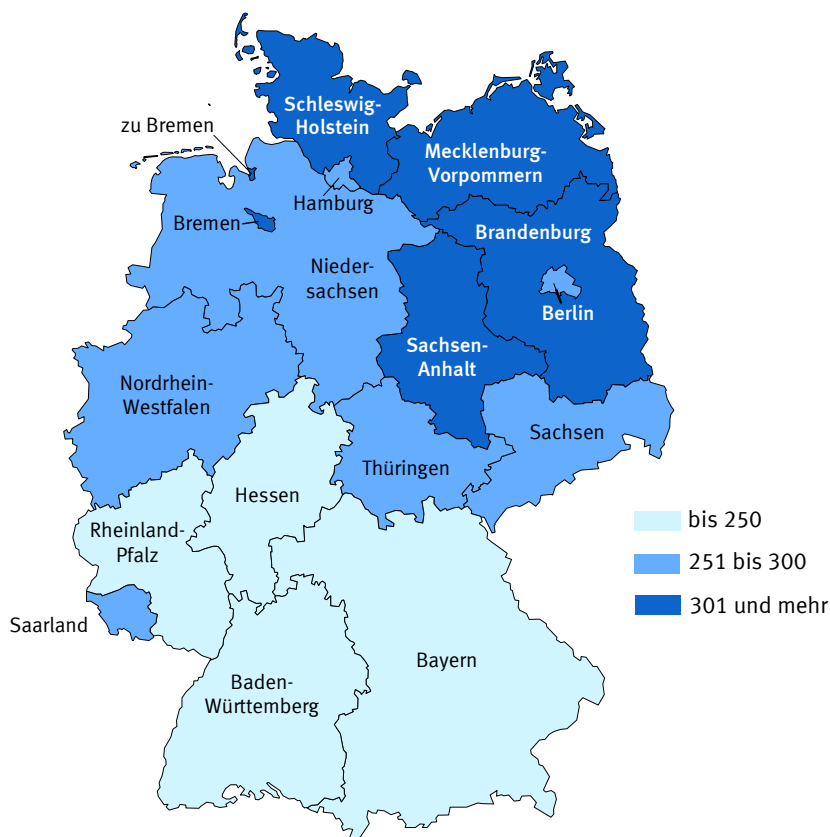 Schleswig-
Holstein
zu Bremen
Mecklenburg-
Vorpommern
Hamburg
Bremen
Brandenburg
Nieder-
sachsen
Berlin
Sachsen-
Anhalt
Nordrhein-
Westfalen
Sachsen
Thüringen
Hessen
Rheinland-
Pfalz
Saarland
Bayern
Baden-
Württemberg
bis 250
251 bis 300
301 und mehr